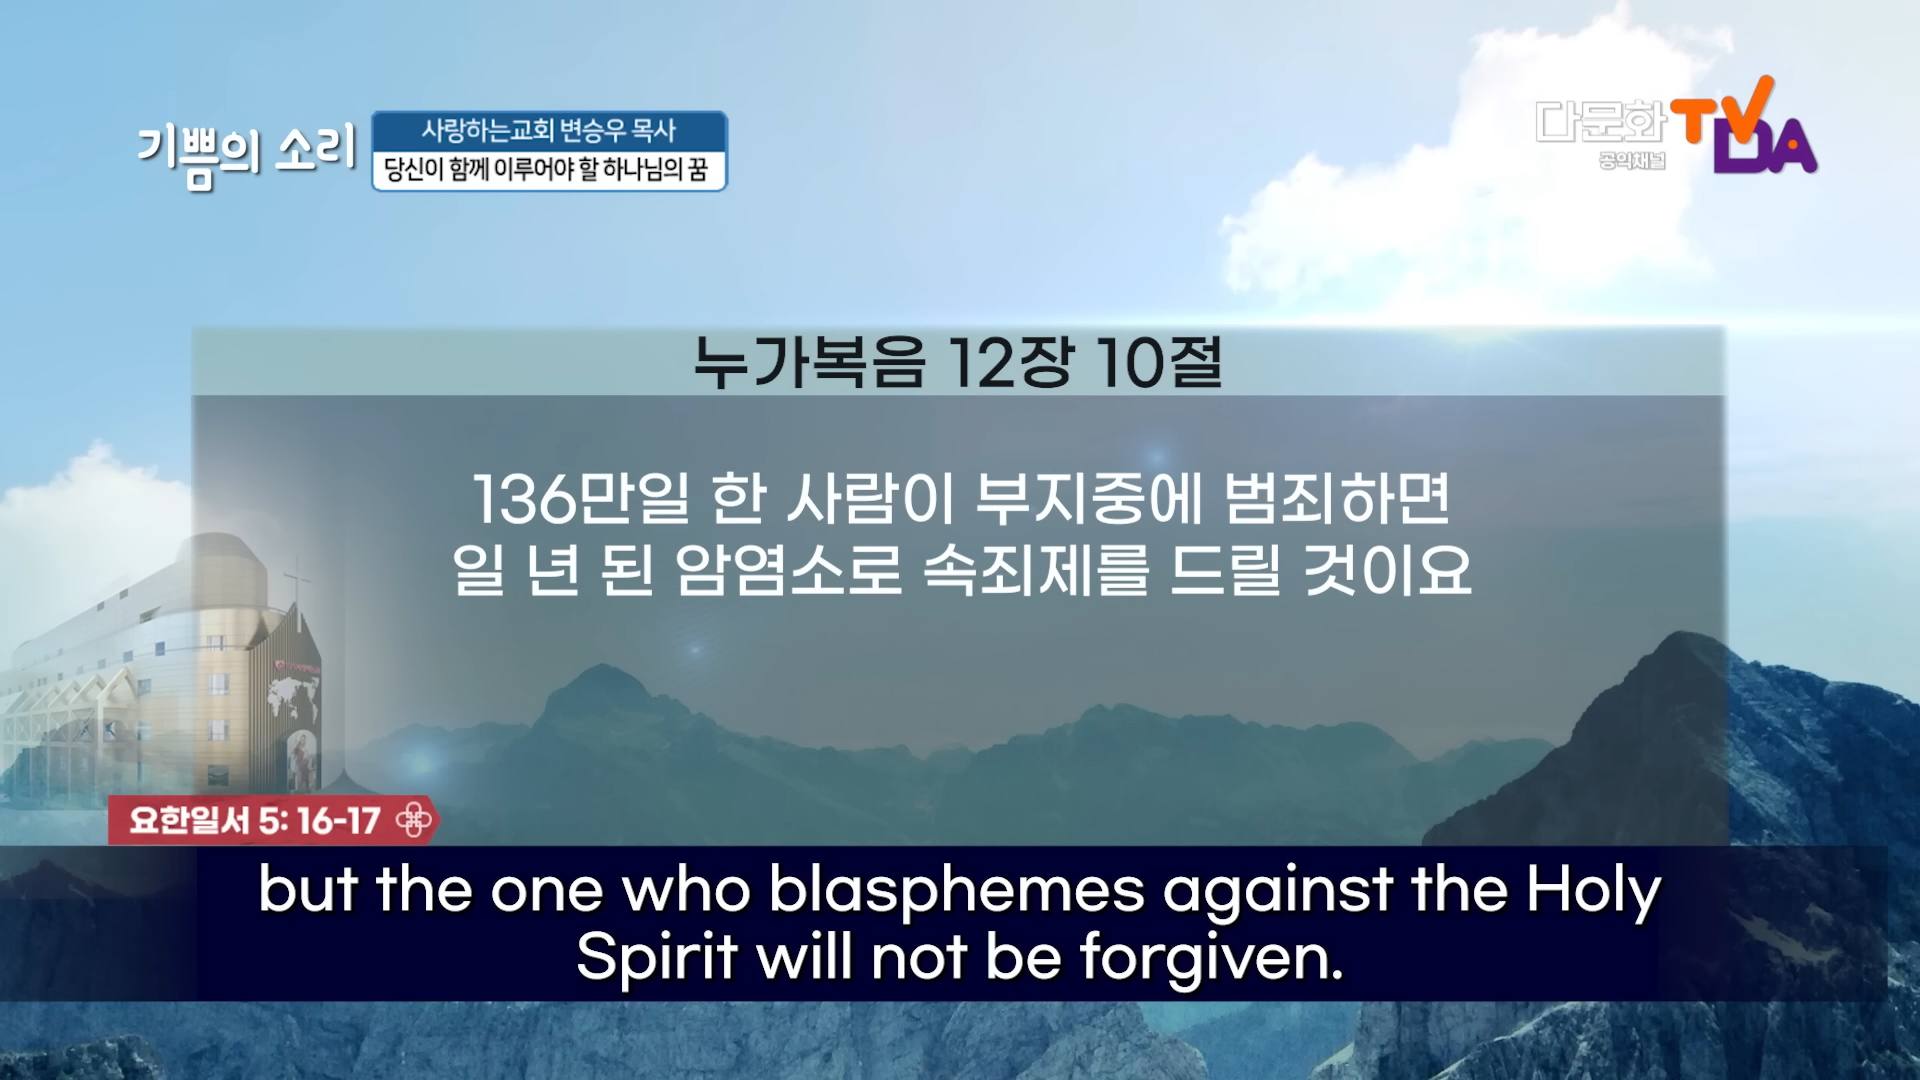 기쁨의 소리
사랑하는교회 변승우 목사
당신이 함께 이루어야 할 하나님의 꿈
다문화 TV
공익채널 DA
누가복음 12장 10절
136만일 한 사람이 부지중에 범죄하면
일 년 된 암염소로 속죄제를 드릴 것이요
요한일서 5: 16-17
but the one who blasphemes against the Holy
Spirit will not be forgiven.